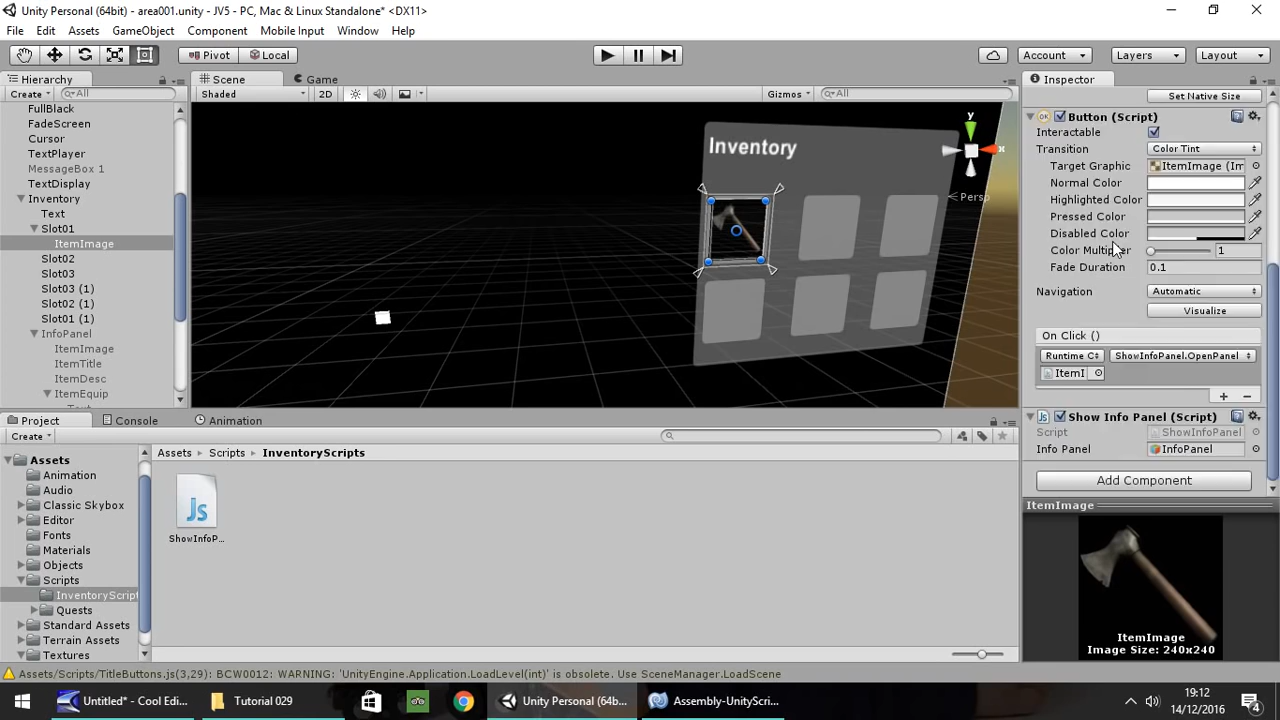 Unity Personal (64bit) - area001.unity - JV5 - PC, Mac & Linux Standalone* <DX11>
File Edit Assets GameObject Component Mobile Input Window Help
Pivot Local Account Layers Layout
Hierarchy
Create All
FullBlack
FadeScreen
Cursor
TextPlayer
MessageBox 1
TextDisplay
Inventory
Text
Slot01
ItemImage
Slot02
Slot03
Slot03 (1)
Slot02 (1)
Slot01 (1)
InfoPanel
ItemImage
ItemTitle
ItemDesc
ItemEquip
Scene Game
Shaded 2D Gizmos All
Inventory
y
x
Persp
Inspector
Set Native Size
Button (Script)
Interactable
Transition Color Tint
Target Graphic ItemImage (Im
Normal Color
Highlighted Color
Pressed Color
Disabled Color
Color Multiplier 1
Fade Duration 0.1
Navigation Automatic
Visualize
On Click ()
Runtime C ShowInfoPanel.OpenPanel
ItemI
+ −
Show Info Panel (Script)
Script ShowInfoPanel
Info Panel InfoPanel
Add Component
ItemImage
ItemImage
Image Size: 240x240
Project Console Animation
Create
Assets
Animation
Audio
Classic Skybox
Editor
Fonts
Materials
Objects
Scripts
InventoryScript
Quests
Standard Assets
Terrain Assets
Textures
Assets ▸ Scripts ▸ InventoryScripts
Js
ShowInfoP...
Assets/Scripts/TitleButtons.js(3,29): BCW0012: WARNING: 'UnityEngine.Application.LoadLevel(int)' is obsolete. Use SceneManager.LoadScene
Untitled* - Cool Edi... Tutorial 029 Unity Personal (64b... Assembly-UnityScri...
19:12
14/12/2016
4